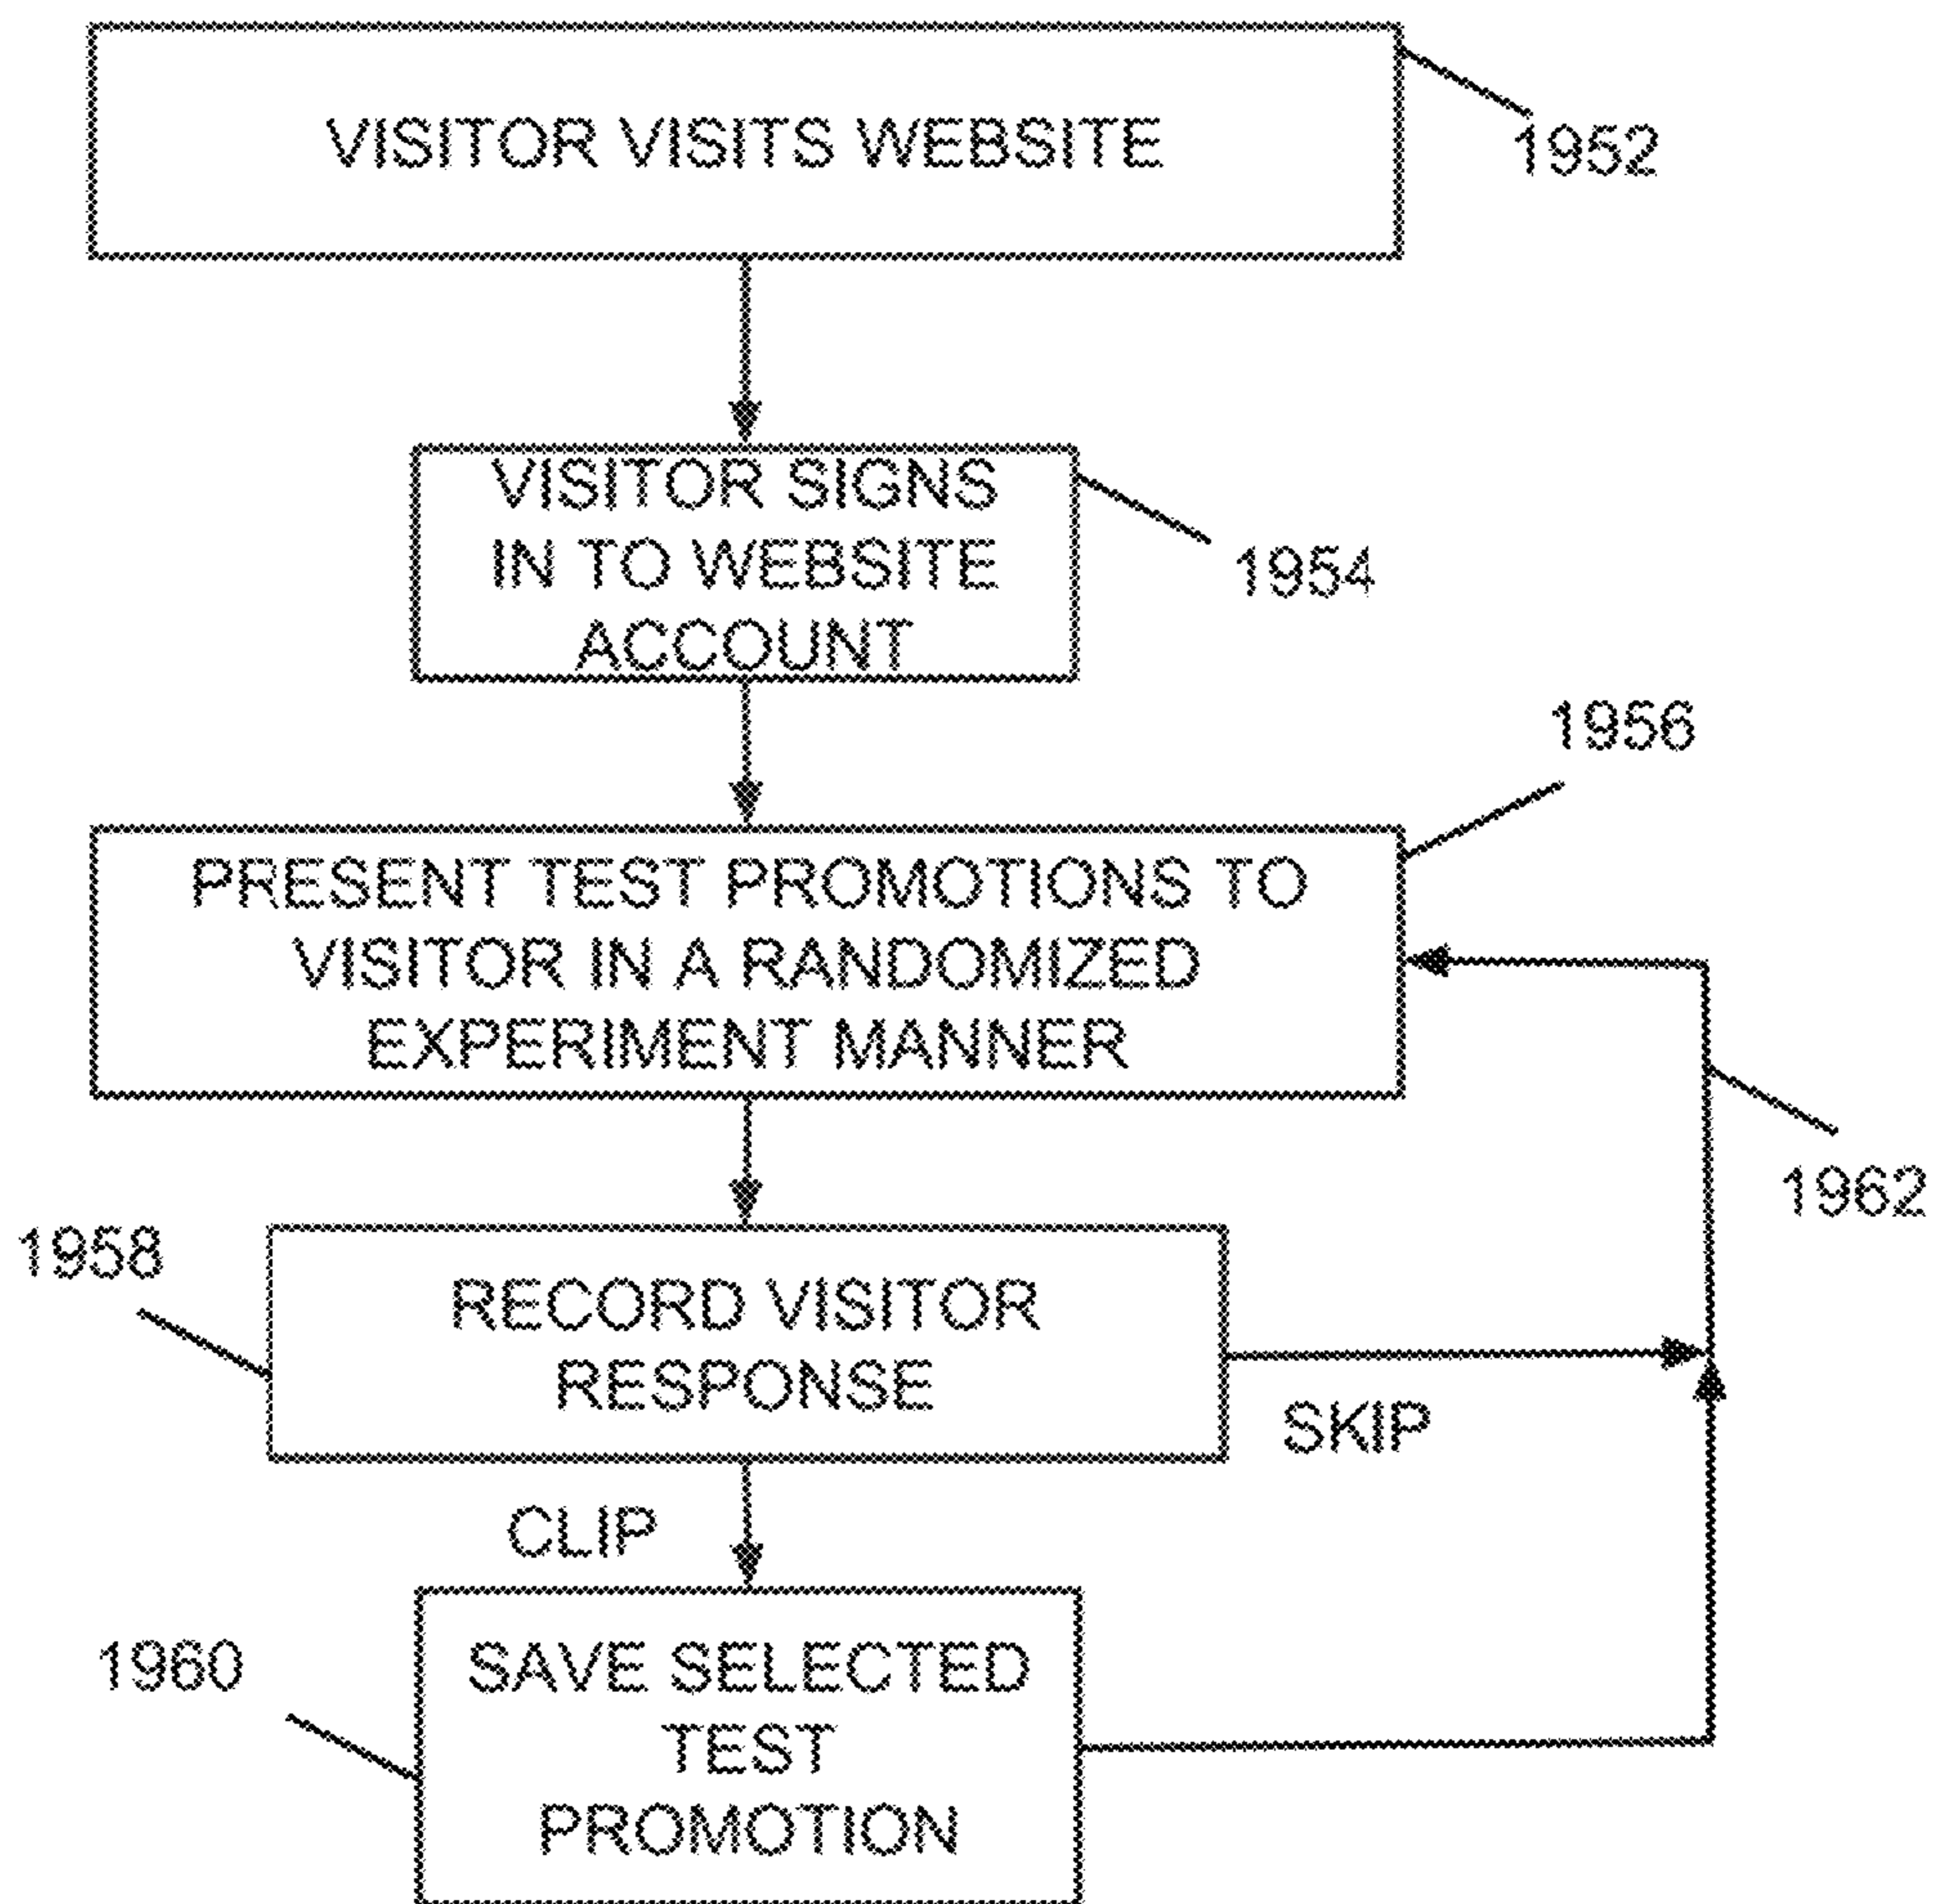 VISITOR VISITS WEBSITE
1952
VISITOR SIGNS
IN TO WEBSITE
ACCOUNT
1954
1956
PRESENT TEST PROMOTIONS TO
VISITOR IN A RANDOMIZED
EXPERIMENT MANNER
1962
1958
RECORD VISITOR
RESPONSE
SKIP
CLIP
1960
SAVE SELECTED
TEST
PROMOTION